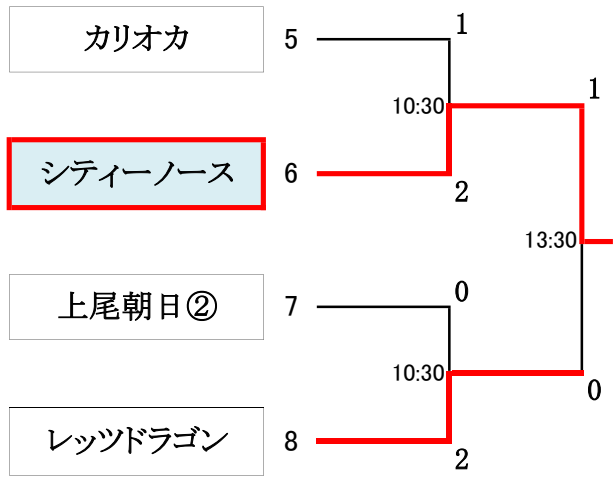 カリオカ 5 1
10:30 1
シティーノース 6 2
13:30
上尾朝日② 7 0
10:30 0
レッツドラゴン 8 2